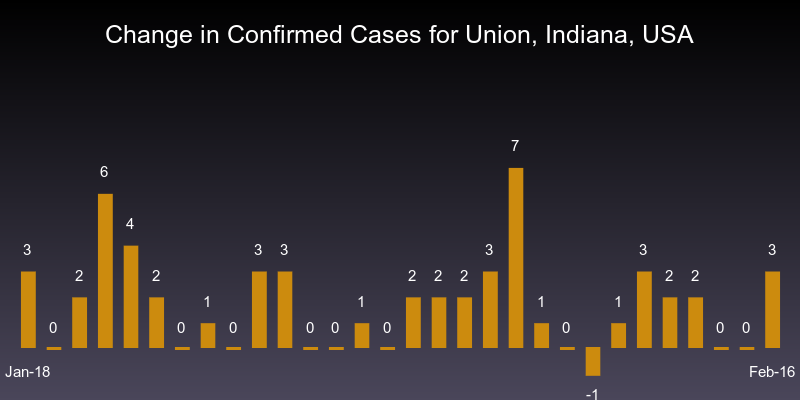 Change in Confirmed Cases for Union, Indiana, USA
7
6
4
3 3 3 3 3 3
2 2 2 2 2 2 2
0 0 0 1 0 0 0 1 0 1 0 1 0 0
Jan-18 Feb-16
-1